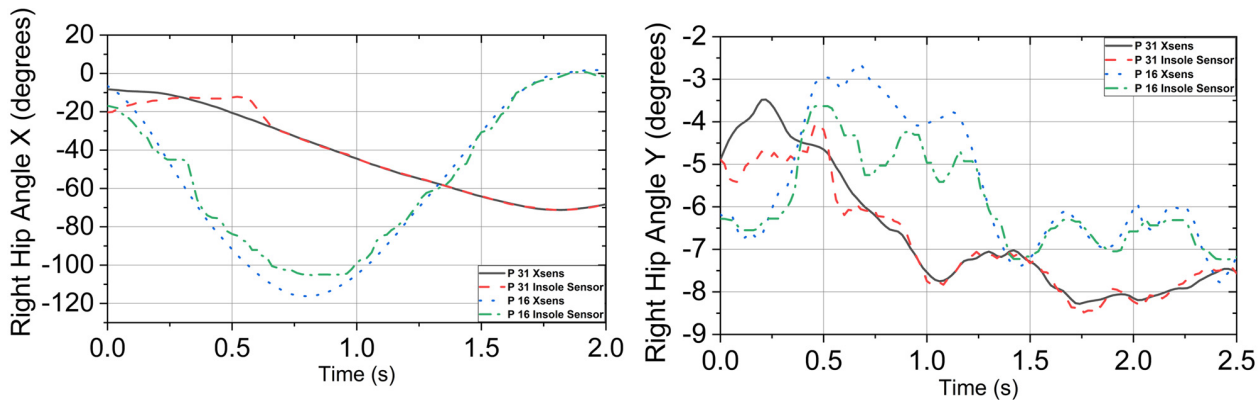 Right Hip Angle X (degrees)
20
0
-20
-40
-60
-80
-100
-120
P 31 Xsens
P 31 Insole Sensor
P 16 Xsens
P 16 Insole Sensor
0.0 0.5 1.0 1.5 2.0
Time (s)
Right Hip Angle Y (degrees)
-2
-3
-4
-5
-6
-7
-8
-9
P 31 Xsens
P 31 Insole Sensor
P 16 Xsens
P 16 Insole Sensor
0.0 0.5 1.0 1.5 2.0 2.5
Time (s)